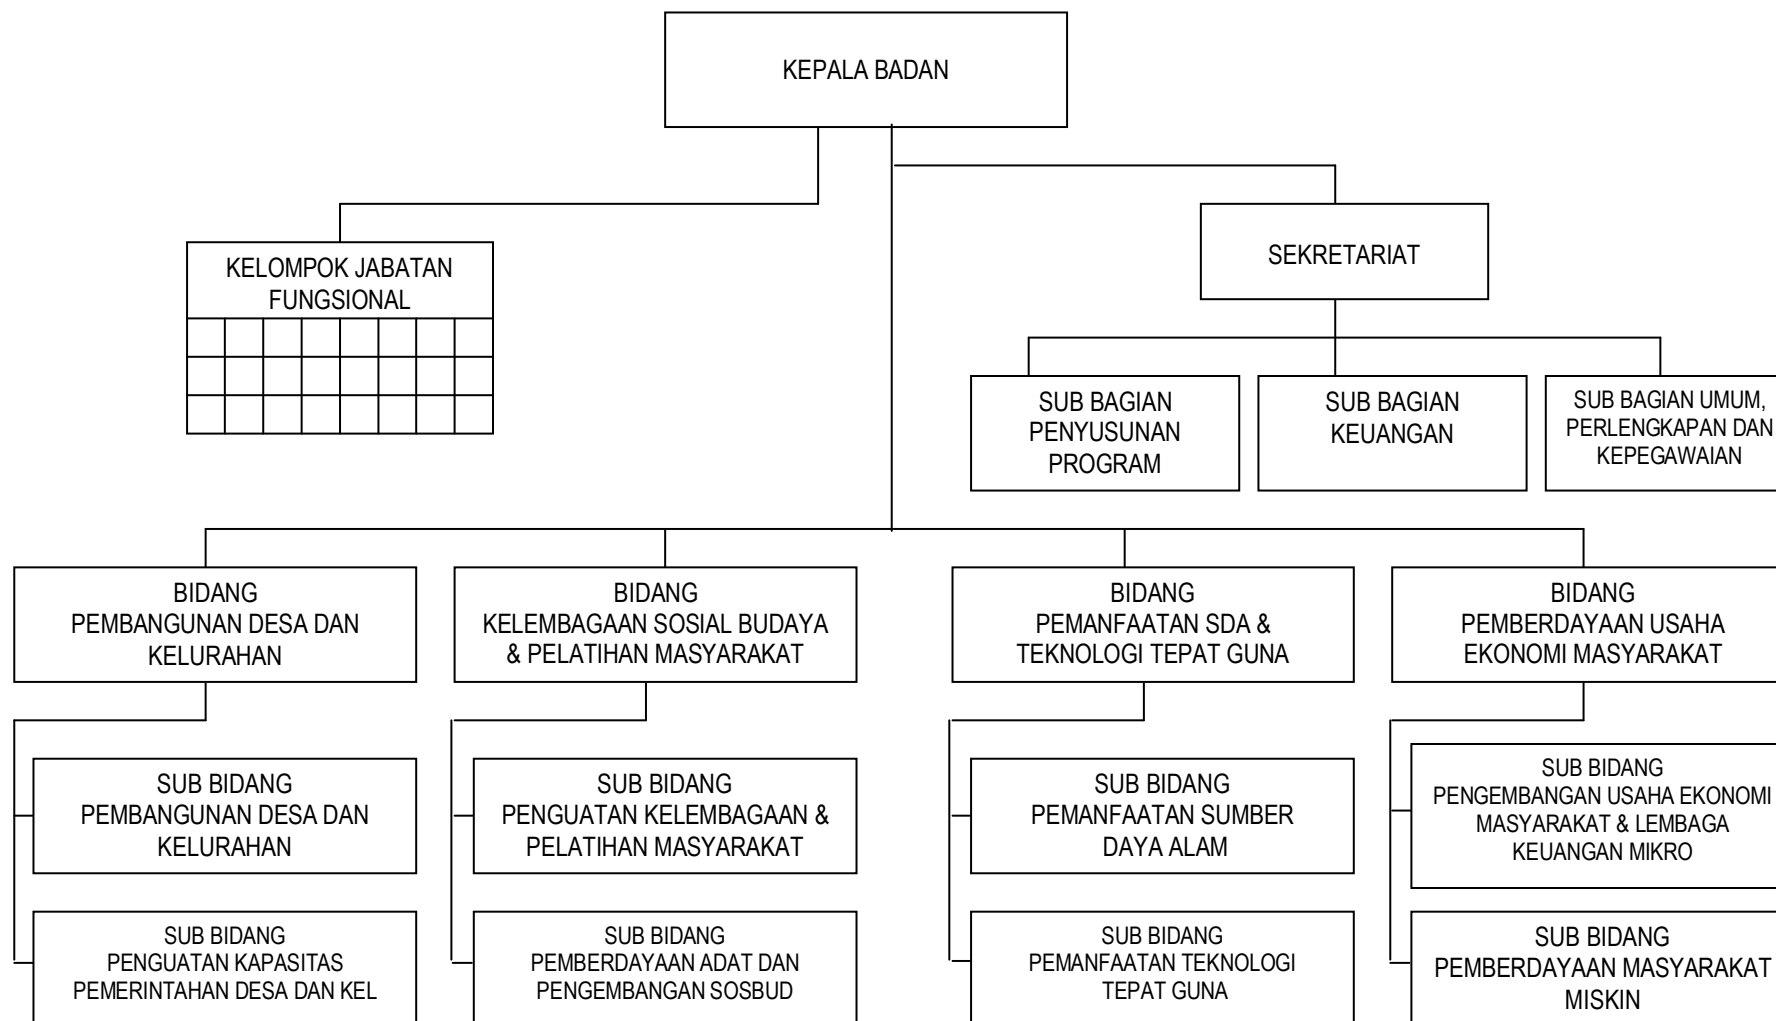 KEPALA BADAN
KELOMPOK JABATAN
FUNGSIONAL
SEKRETARIAT
SUB BAGIAN
PENYUSUNAN
PROGRAM
SUB BAGIAN
KEUANGAN
SUB BAGIAN UMUM,
PERLENGKAPAN DAN
KEPEGAWAIAN
BIDANG
PEMBANGUNAN DESA DAN
KELURAHAN
BIDANG
KELEMBAGAAN SOSIAL BUDAYA
& PELATIHAN MASYARAKAT
BIDANG
PEMANFAATAN SDA &
TEKNOLOGI TEPAT GUNA
BIDANG
PEMBERDAYAAN USAHA
EKONOMI MASYARAKAT
SUB BIDANG
PEMBANGUNAN DESA DAN
KELURAHAN
SUB BIDANG
PENGUATAN KELEMBAGAAN &
PELATIHAN MASYARAKAT
SUB BIDANG
PEMANFAATAN SUMBER
DAYA ALAM
SUB BIDANG
PENGEMBANGAN USAHA EKONOMI
MASYARAKAT & LEMBAGA
KEUANGAN MIKRO
SUB BIDANG
PENGUATAN KAPASITAS
PEMERINTAHAN DESA DAN KEL
SUB BIDANG
PEMBERDAYAAN ADAT DAN
PENGEMBANGAN SOSBUD
SUB BIDANG
PEMANFAATAN TEKNOLOGI
TEPAT GUNA
SUB BIDANG
PEMBERDAYAAN MASYARAKAT
MISKIN